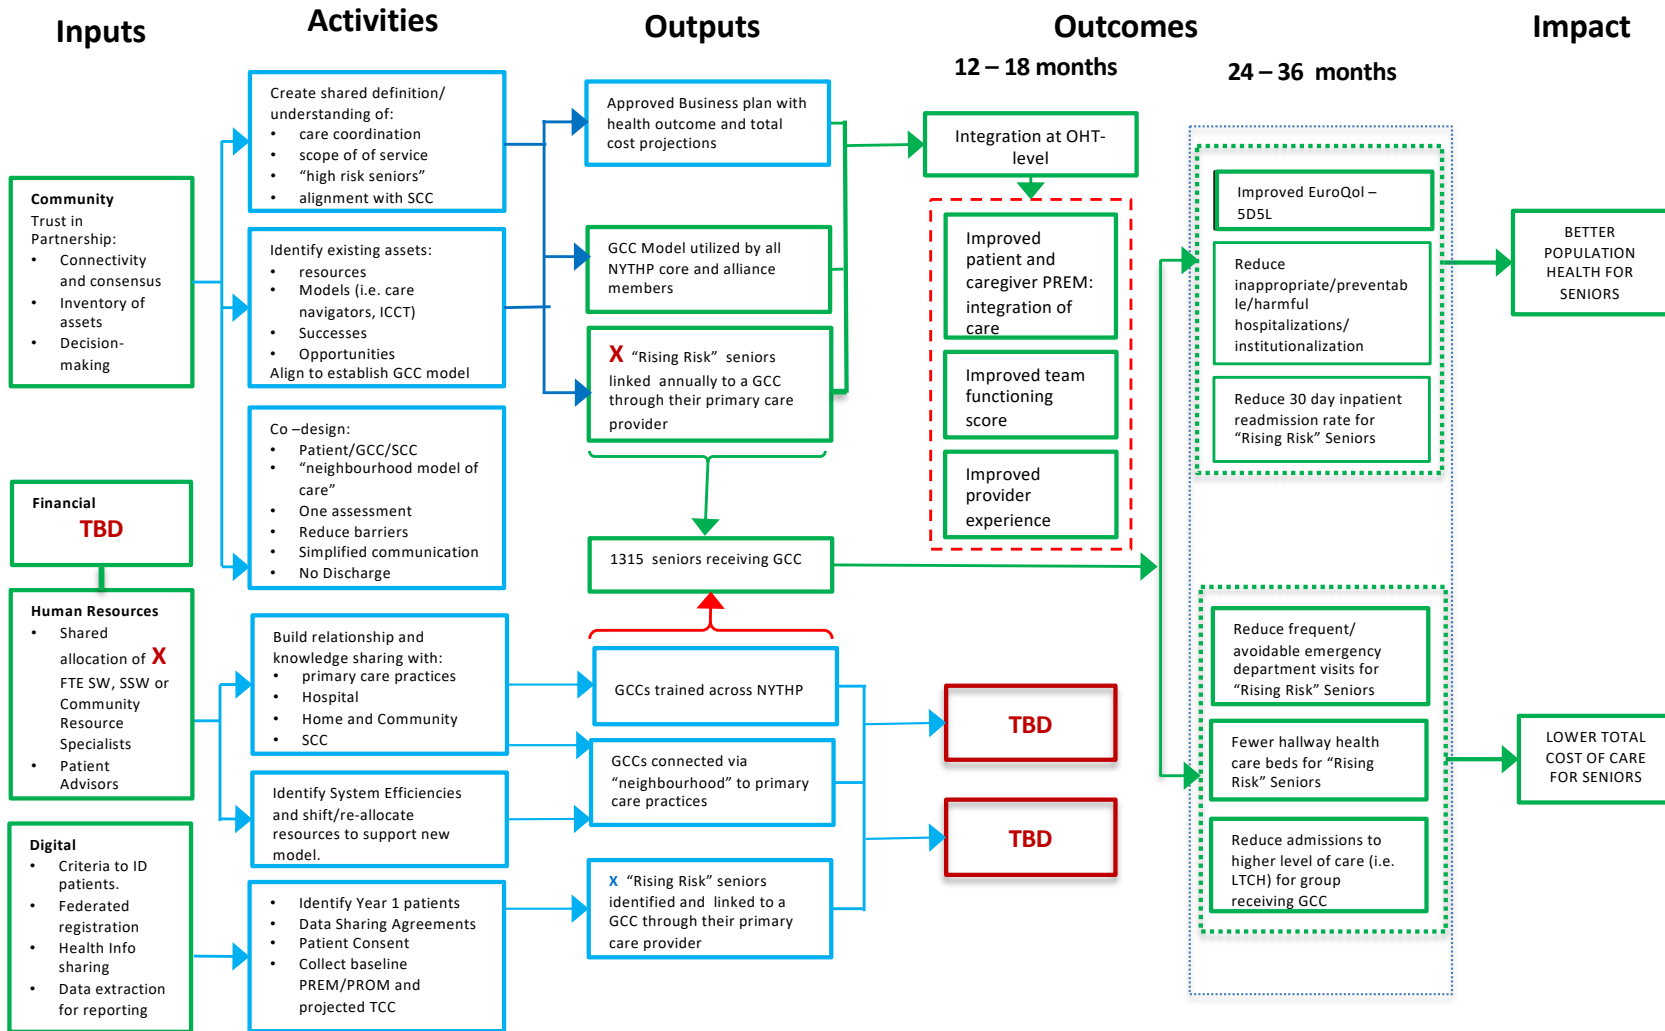 Inputs
Activities
Outputs
Outcomes
Impact
12 – 18 months
24 – 36 months
Community
Trust in
Partnership:
• Connectivity
and consensus
• Inventory of
assets
• Decision-
making
Financial
TBD
Human Resources
• Shared
allocation of X
FTE SW, SSW or
Community
Resource
Specialists
• Patient
Advisors
Digital
• Criteria to ID
patients.
• Federated
registration
• Health Info
sharing
• Data extraction
for reporting
Create shared definition/
understanding of:
• care coordination
• scope of of service
• “high risk seniors”
• alignment with SCC
Identify existing assets:
• resources
• Models (i.e. care
navigators, ICCT)
• Successes
• Opportunities
Align to establish GCC model
Co –design:
• Patient/GCC/SCC
• “neighbourhood model of
care”
• One assessment
• Reduce barriers
• Simplified communication
• No Discharge
Build relationship and
knowledge sharing with:
• primary care practices
• Hospital
• Home and Community
• SCC
Identify System Efficiencies
and shift/re-allocate
resources to support new
model.
• Identify Year 1 patients
• Data Sharing Agreements
• Patient Consent
• Collect baseline
PREM/PROM and
projected TCC
Approved Business plan with
health outcome and total
cost projections
GCC Model utilized by all
NYTHP core and alliance
members
X “Rising Risk” seniors
linked annually to a GCC
through their primary care
provider
1315 seniors receiving GCC
GCCs trained across NYTHP
GCCs connected via
“neighbourhood” to primary
care practices
x “Rising Risk” seniors
identified and linked to a
GCC through their primary
care provider
Integration at OHT-
level
Improved
patient and
caregiver PREM:
integration of
care
Improved team
functioning
score
Improved
provider
experience
TBD
TBD
Improved EuroQol –
5D5L
Reduce
inappropriate/preventab
le/harmful
hospitalizations/
institutionalization
Reduce 30 day inpatient
readmission rate for
“Rising Risk” Seniors
Reduce frequent/
avoidable emergency
department visits for
“Rising Risk” Seniors
Fewer hallway health
care beds for “Rising
Risk” Seniors
Reduce admissions to
higher level of care (i.e.
LTCH) for group
receiving GCC
BETTER
POPULATION
HEALTH FOR
SENIORS
LOWER TOTAL
COST OF CARE
FOR SENIORS